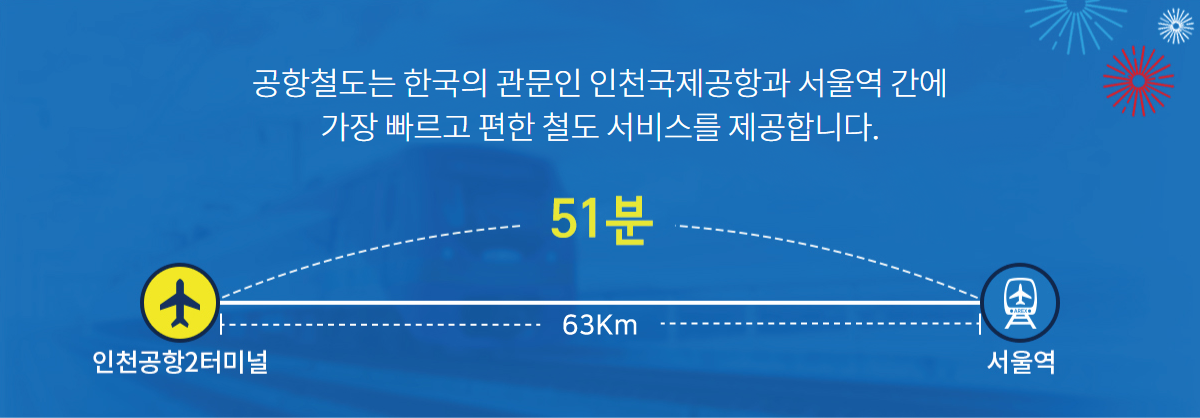 공항철도는 한국의 관문인 인천국제공항과 서울역 간에
가장 빠르고 편한 철도 서비스를 제공합니다.
51분
AREX
63Km
인천공항2터미널
서울역